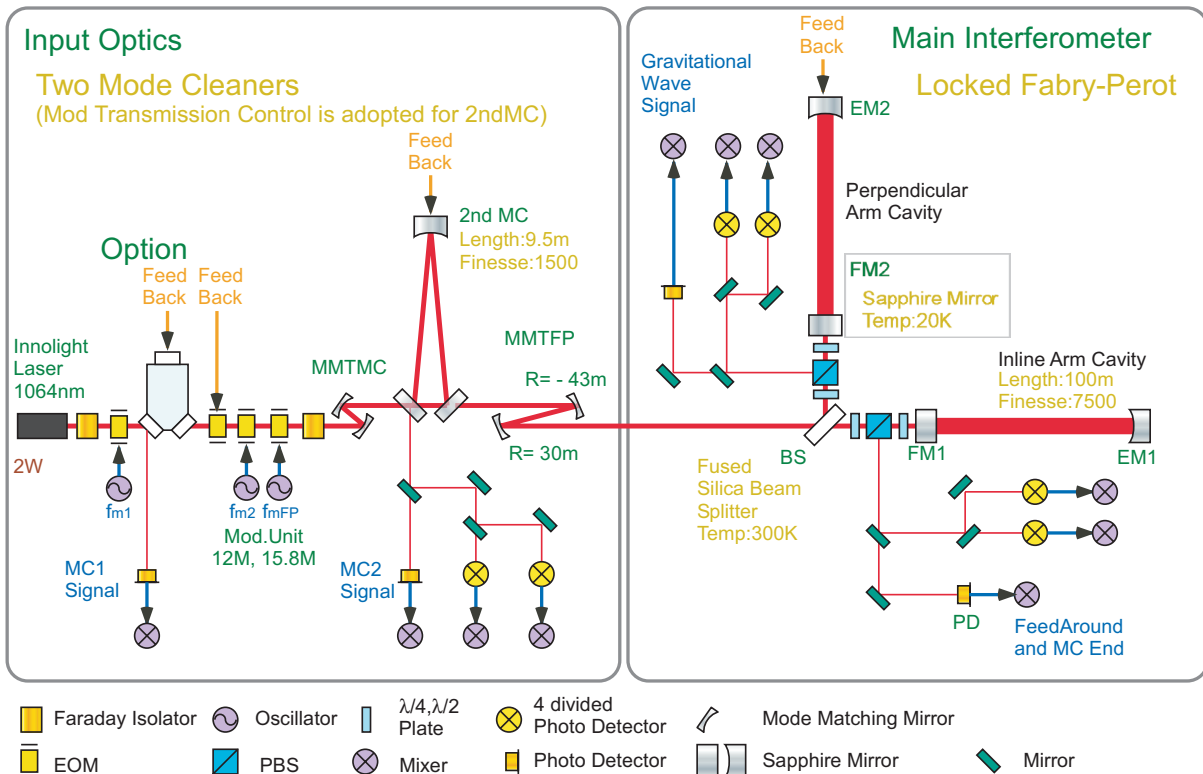 Input Optics
Two Mode Cleaners
(Mod Transmission Control is adopted for 2ndMC)
Feed
Back
2nd MC
Length:9.5m
Finesse:1500
Option
Feed
Back
Feed
Back
Innolight
Laser
1064nm
2W
MMTMC
MMTFP
R= - 43m
R= 30m
fm1
fm2
fmFP
Mod.Unit
12M, 15.8M
MC1
Signal
MC2
Signal
Main Interferometer
Locked Fabry-Perot
Feed
Back
Gravitational
Wave
Signal
EM2
Perpendicular
Arm Cavity
FM2
Sapphire Mirror
Temp:20K
Inline Arm Cavity
Length:100m
Finesse:7500
BS
FM1
EM1
Fused
Silica Beam
Splitter
Temp:300K
PD
FeedAround
and MC End
Faraday Isolator
Oscillator
λ/4,λ/2
Plate
4 divided
Photo Detector
Mode Matching Mirror
EOM
PBS
Mixer
Photo Detector
Sapphire Mirror
Mirror